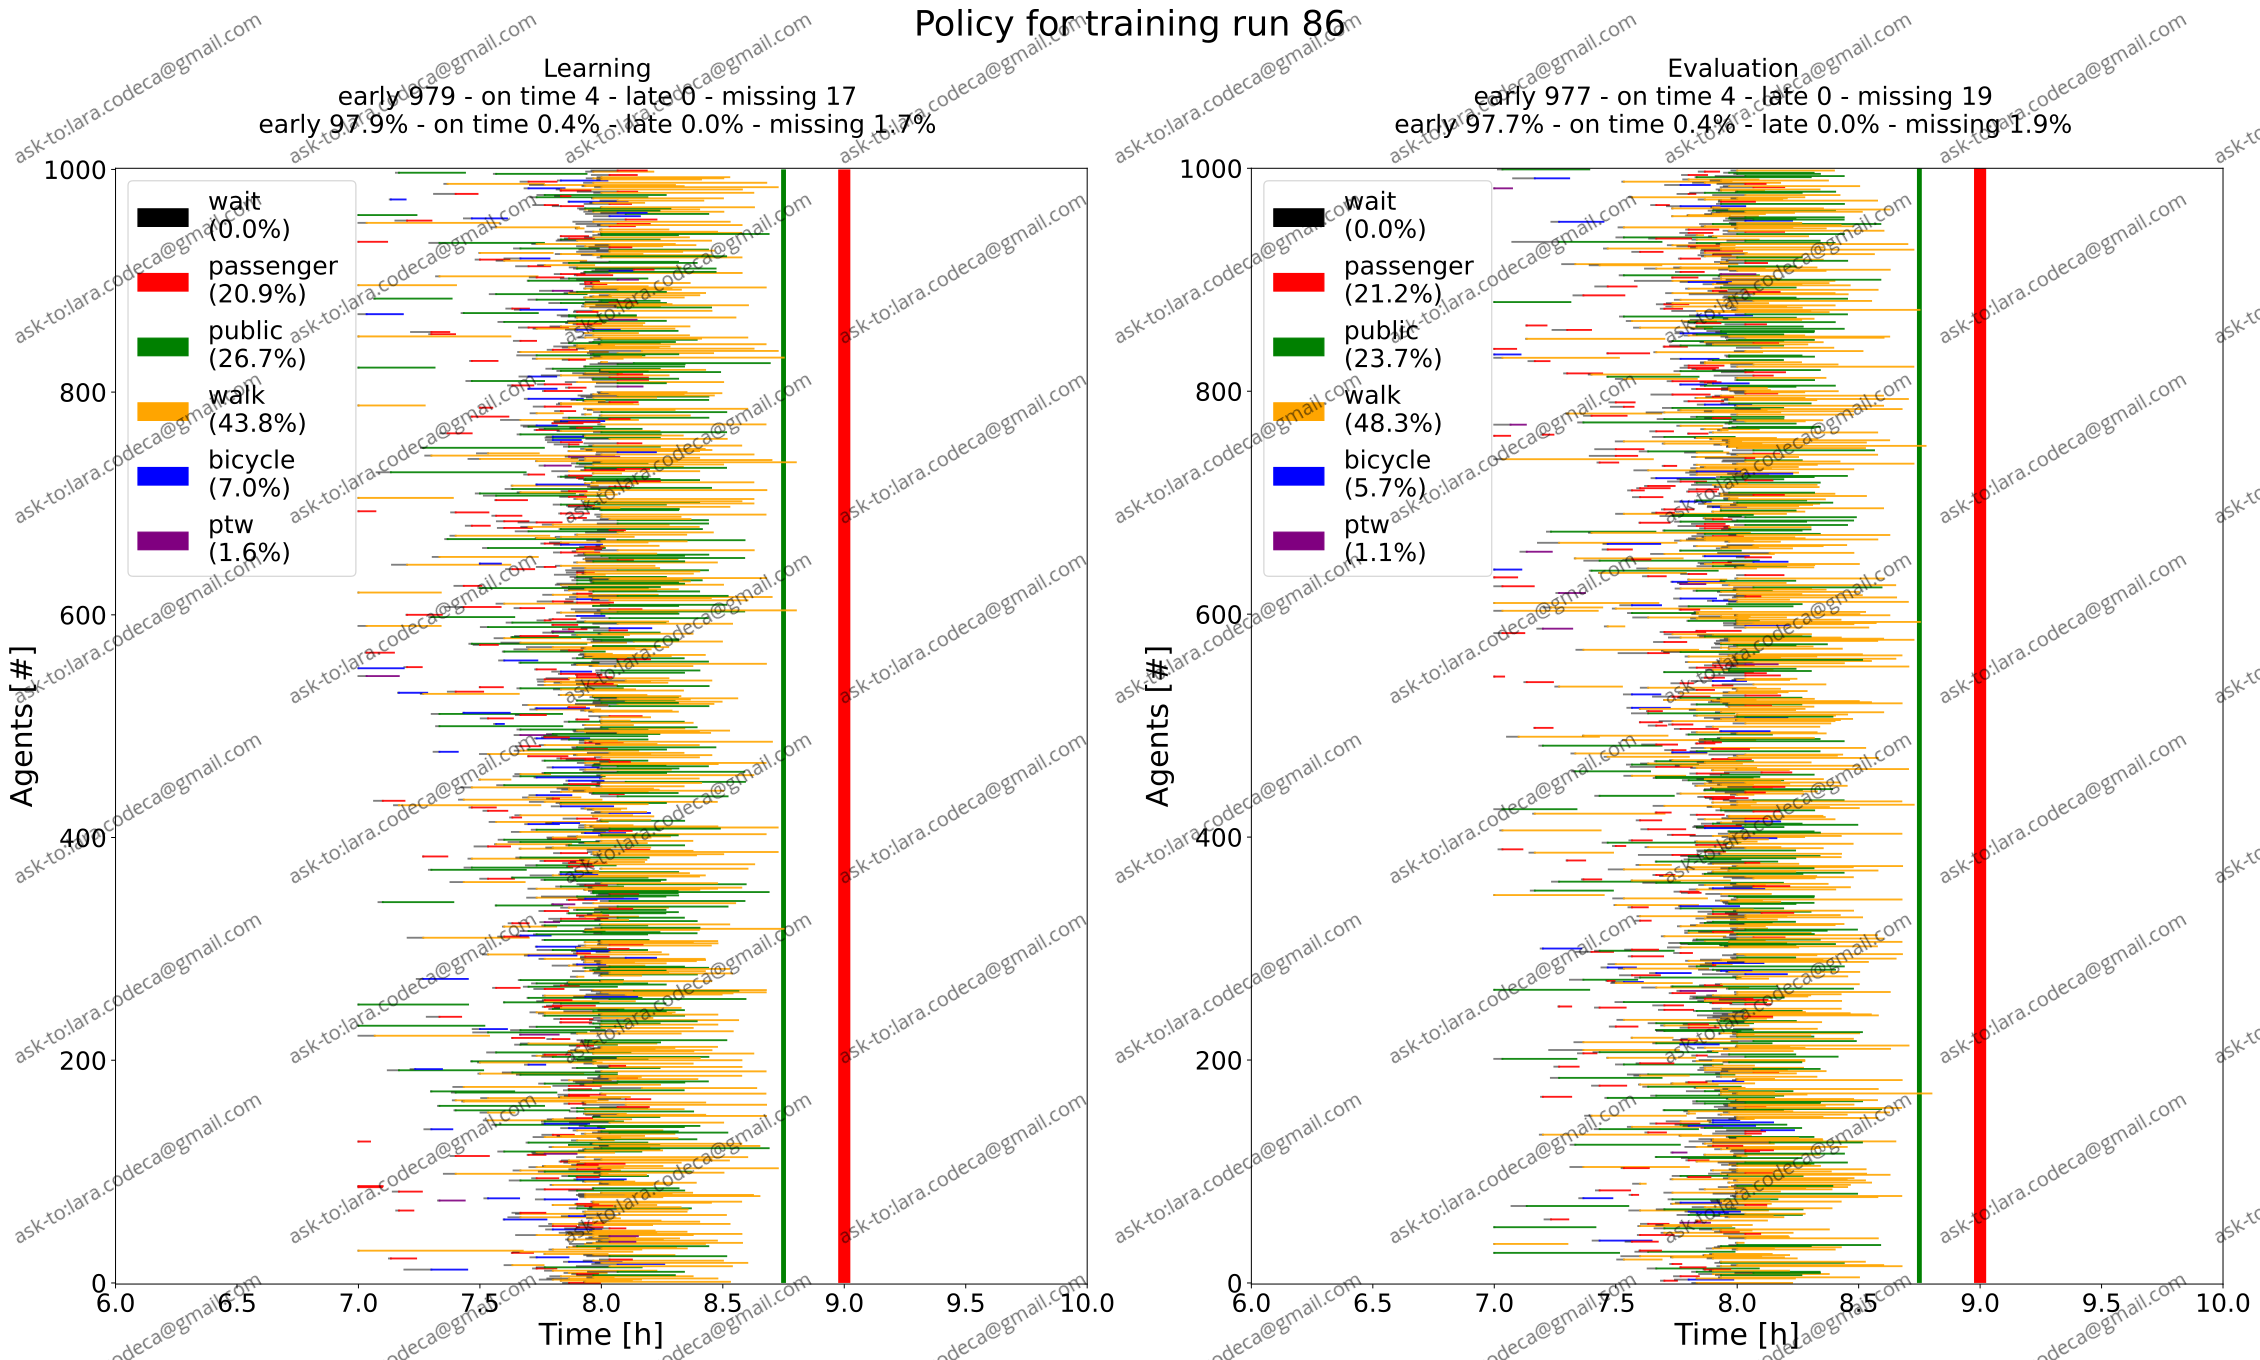 Policy for training run 86
Learning
early 979 - on time 4 - late 0 - missing 17
early 97.9% - on time 0.4% - late 0.0% - missing 1.7%
1000
800
600
400
200
0
Agents [#]
wait
(0.0%)
passenger
(20.9%)
public
(26.7%)
walk
(43.8%)
bicycle
(7.0%)
ptw
(1.6%)
6.0 6.5 7.0 7.5 8.0 8.5 9.0 9.5 10.0
Time [h]
Evaluation
early 977 - on time 4 - late 0 - missing 19
early 97.7% - on time 0.4% - late 0.0% - missing 1.9%
1000
800
600
400
200
0
Agents [#]
wait
(0.0%)
passenger
(21.2%)
public
(23.7%)
walk
(48.3%)
bicycle
(5.7%)
ptw
(1.1%)
6.0 6.5 7.0 7.5 8.0 8.5 9.0 9.5 10.0
Time [h]
ask-to:lara.codeca@gmail.com